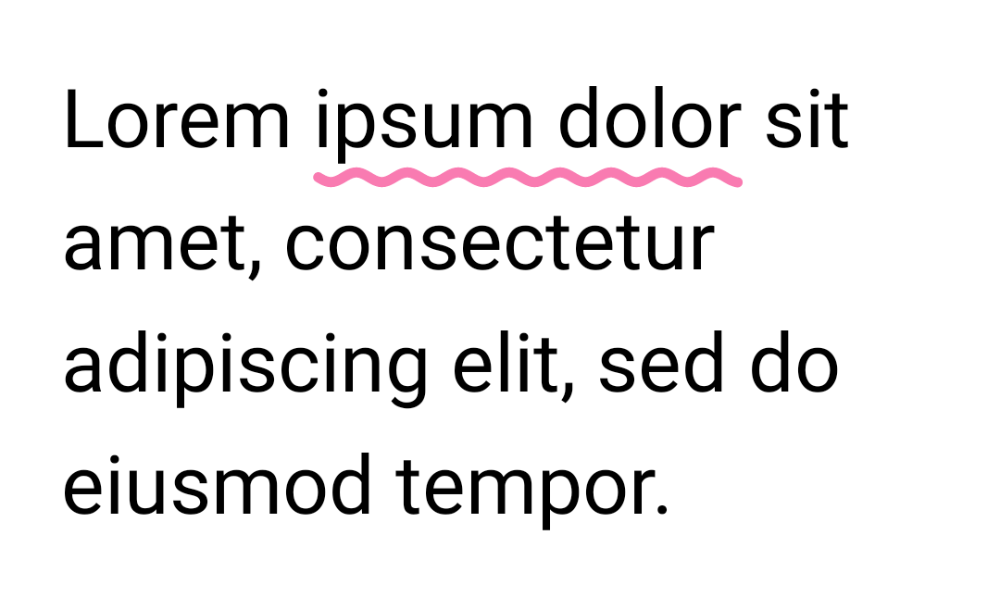 Lorem ipsum dolor sit
amet, consectetur
adipiscing elit, sed do
eiusmod tempor.